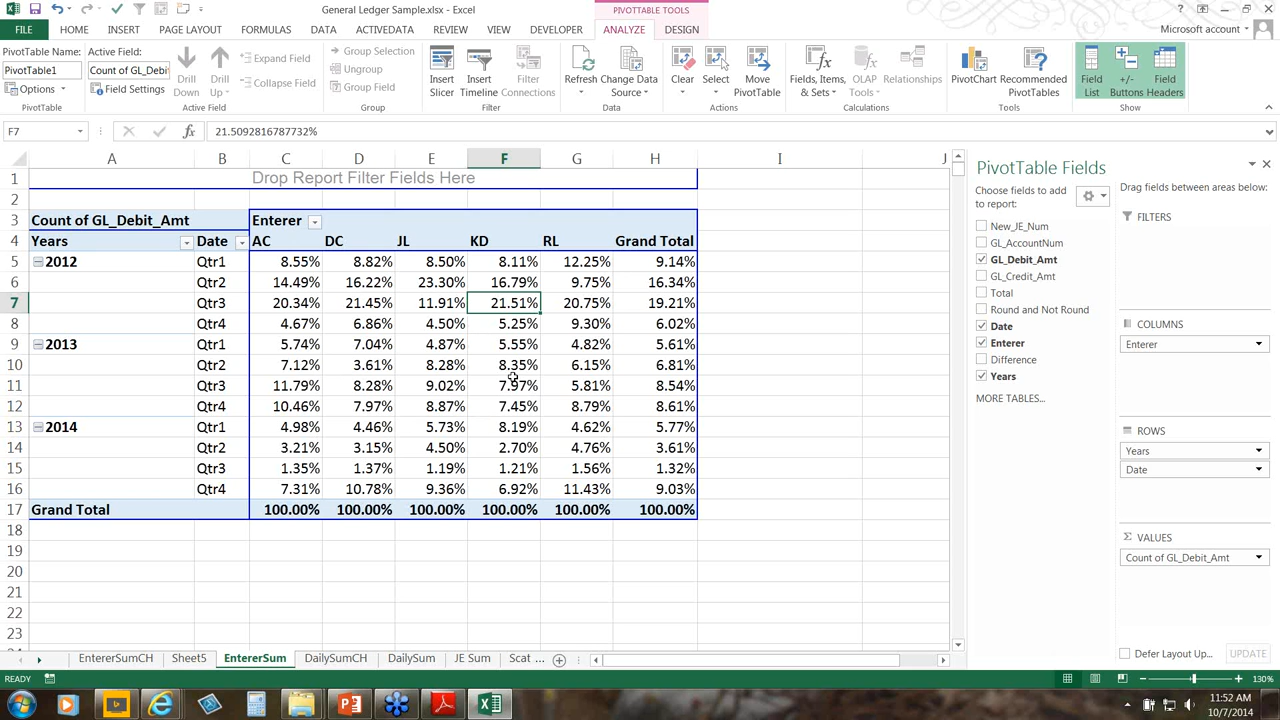 General Ledger Sample.xlsx - Excel
PIVOTTABLE TOOLS
FILE HOME INSERT PAGE LAYOUT FORMULAS DATA ACTIVEDATA REVIEW VIEW DEVELOPER ANALYZE DESIGN Microsoft account
PivotTable Name: Active Field:
PivotTable1 Count of GL_Debi
Options Field Settings
Drill Down
Drill Up
Expand Field
Collapse Field
Group Selection
Ungroup
Group Field
Insert Slicer
Insert Timeline
Filter Connections
Refresh
Change Data Source
Clear
Select
Move PivotTable
Fields, Items, & Sets
OLAP Tools
Relationships
PivotChart
Recommended PivotTables
Field List
+/- Buttons
Field Headers
PivotTable Active Field Group Filter Data Actions Calculations Tools Show
F7 fx 21.5092816787732%
A B C D E F G H I J
1 Drop Report Filter Fields Here
2
3 Count of GL_Debit_Amt Enterer
4 Years Date AC DC JL KD RL Grand Total
5 2012 Qtr1 8.55% 8.82% 8.50% 8.11% 12.25% 9.14%
6 Qtr2 14.49% 16.22% 23.30% 16.79% 9.75% 16.34%
7 Qtr3 20.34% 21.45% 11.91% 21.51% 20.75% 19.21%
8 Qtr4 4.67% 6.86% 4.50% 5.25% 9.30% 6.02%
9 2013 Qtr1 5.74% 7.04% 4.87% 5.55% 4.82% 5.61%
10 Qtr2 7.12% 3.61% 8.28% 8.35% 6.15% 6.81%
11 Qtr3 11.79% 8.28% 9.02% 7.97% 5.81% 8.54%
12 Qtr4 10.46% 7.97% 8.87% 7.45% 8.79% 8.61%
13 2014 Qtr1 4.98% 4.46% 5.73% 8.19% 4.62% 5.77%
14 Qtr2 3.21% 3.15% 4.50% 2.70% 4.76% 3.61%
15 Qtr3 1.35% 1.37% 1.19% 1.21% 1.56% 1.32%
16 Qtr4 7.31% 10.78% 9.36% 6.92% 11.43% 9.03%
17 Grand Total 100.00% 100.00% 100.00% 100.00% 100.00% 100.00%
18
19
20
21
22
23
PivotTable Fields
Choose fields to add to report:
New_JE_Num
GL_AccountNum
GL_Debit_Amt
GL_Credit_Amt
Total
Round and Not Round
Date
Enterer
Difference
Years
MORE TABLES...
Drag fields between areas below:
FILTERS
COLUMNS
Enterer
ROWS
Years
Date
Σ VALUES
Count of GL_Debit_Amt
Defer Layout Up... UPDATE
EntererSumCH Sheet5 EntererSum DailySumCH DailySum JE Sum Scat ...
READY 130%
11:52 AM
10/7/2014